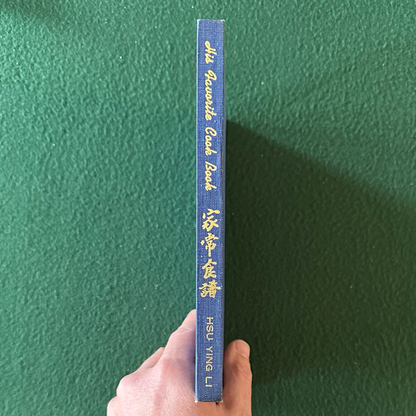 His Favorite Cook Book
家常食譜
HSU YING LI